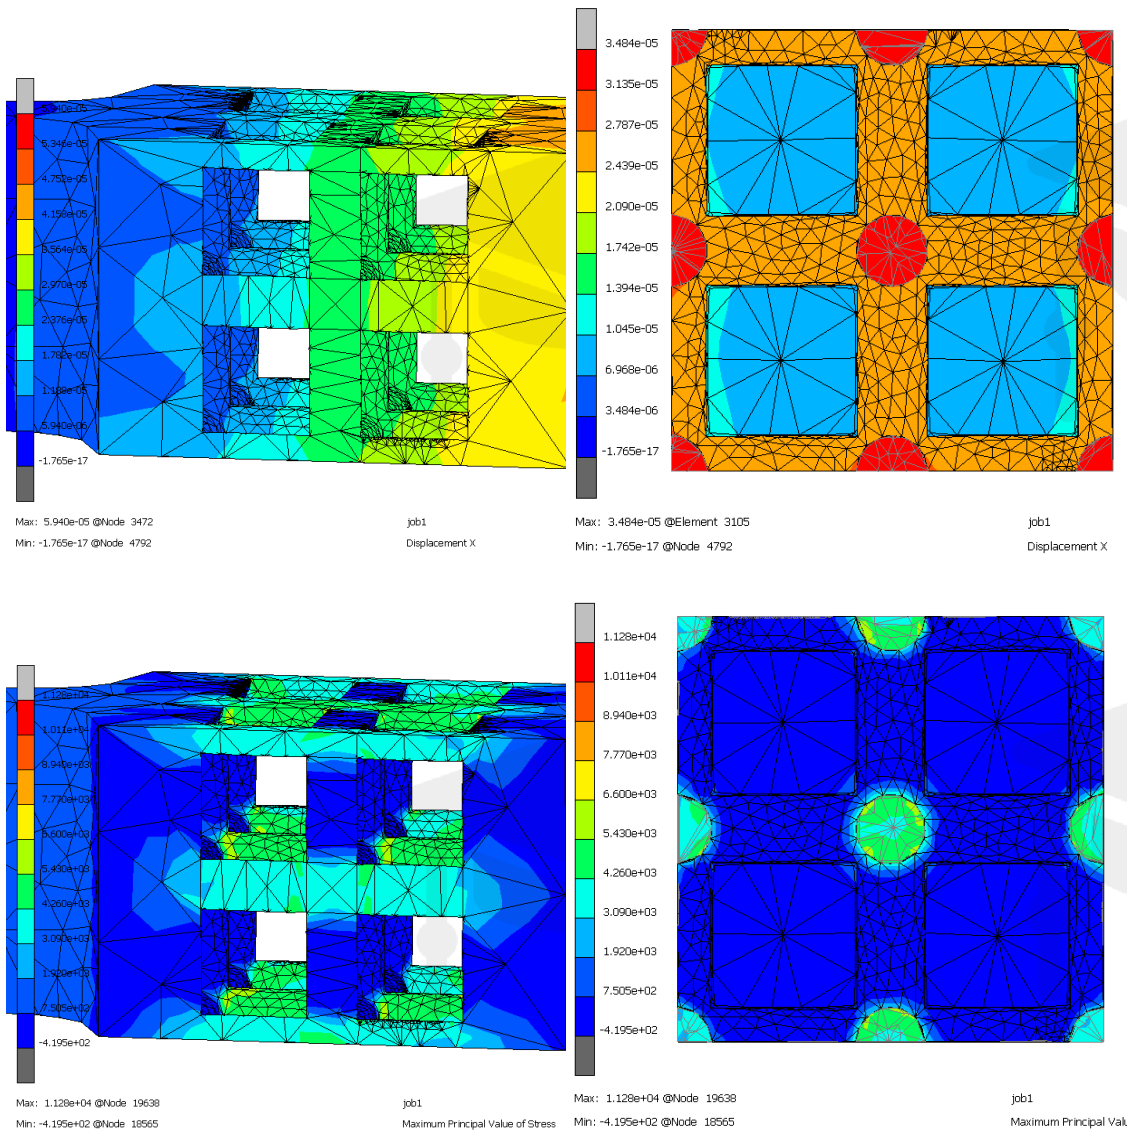 5.940e-05
5.346e-05
4.752e-05
4.158e-05
3.564e-05
2.970e-05
2.376e-05
1.782e-05
1.188e-05
5.940e-06
-1.765e-17
Max: 5.940e-05 @Node 3472
Min: -1.765e-17 @Node 4792
job1
Displacement X
3.484e-05
3.135e-05
2.787e-05
2.439e-05
2.090e-05
1.742e-05
1.394e-05
1.045e-05
6.968e-06
3.484e-06
-1.765e-17
Max: 3.484e-05 @Element 3105
Min: -1.765e-17 @Node 4792
job1
Displacement X
1.128e+04
1.011e+04
8.940e+03
7.770e+03
6.600e+03
5.430e+03
4.260e+03
3.090e+03
1.920e+03
7.505e+02
-4.195e+02
Max: 1.128e+04 @Node 19638
Min: -4.195e+02 @Node 18565
job1
Maximum Principal Value of Stress
1.128e+04
1.011e+04
8.940e+03
7.770e+03
6.600e+03
5.430e+03
4.260e+03
3.090e+03
1.920e+03
7.505e+02
-4.195e+02
Max: 1.128e+04 @Node 19638
Min: -4.195e+02 @Node 18565
job1
Maximum Principal Valu